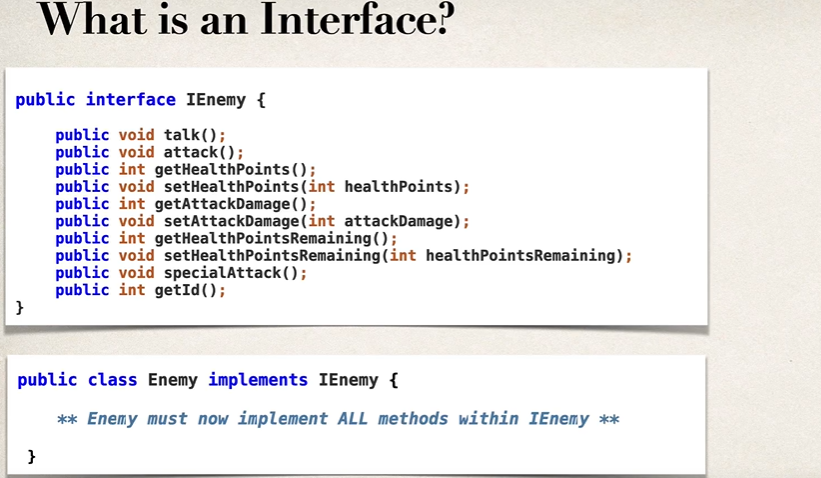 What is an Interface?
public interface IEnemy {
public void talk();
public void attack();
public int getHealthPoints();
public void setHealthPoints(int healthPoints);
public int getAttackDamage();
public void setAttackDamage(int attackDamage);
public int getHealthPointsRemaining();
public void setHealthPointsRemaining(int healthPointsRemaining);
public void specialAttack();
public int getId();
}
public class Enemy implements IEnemy {
** Enemy must now implement ALL methods within IEnemy **
}